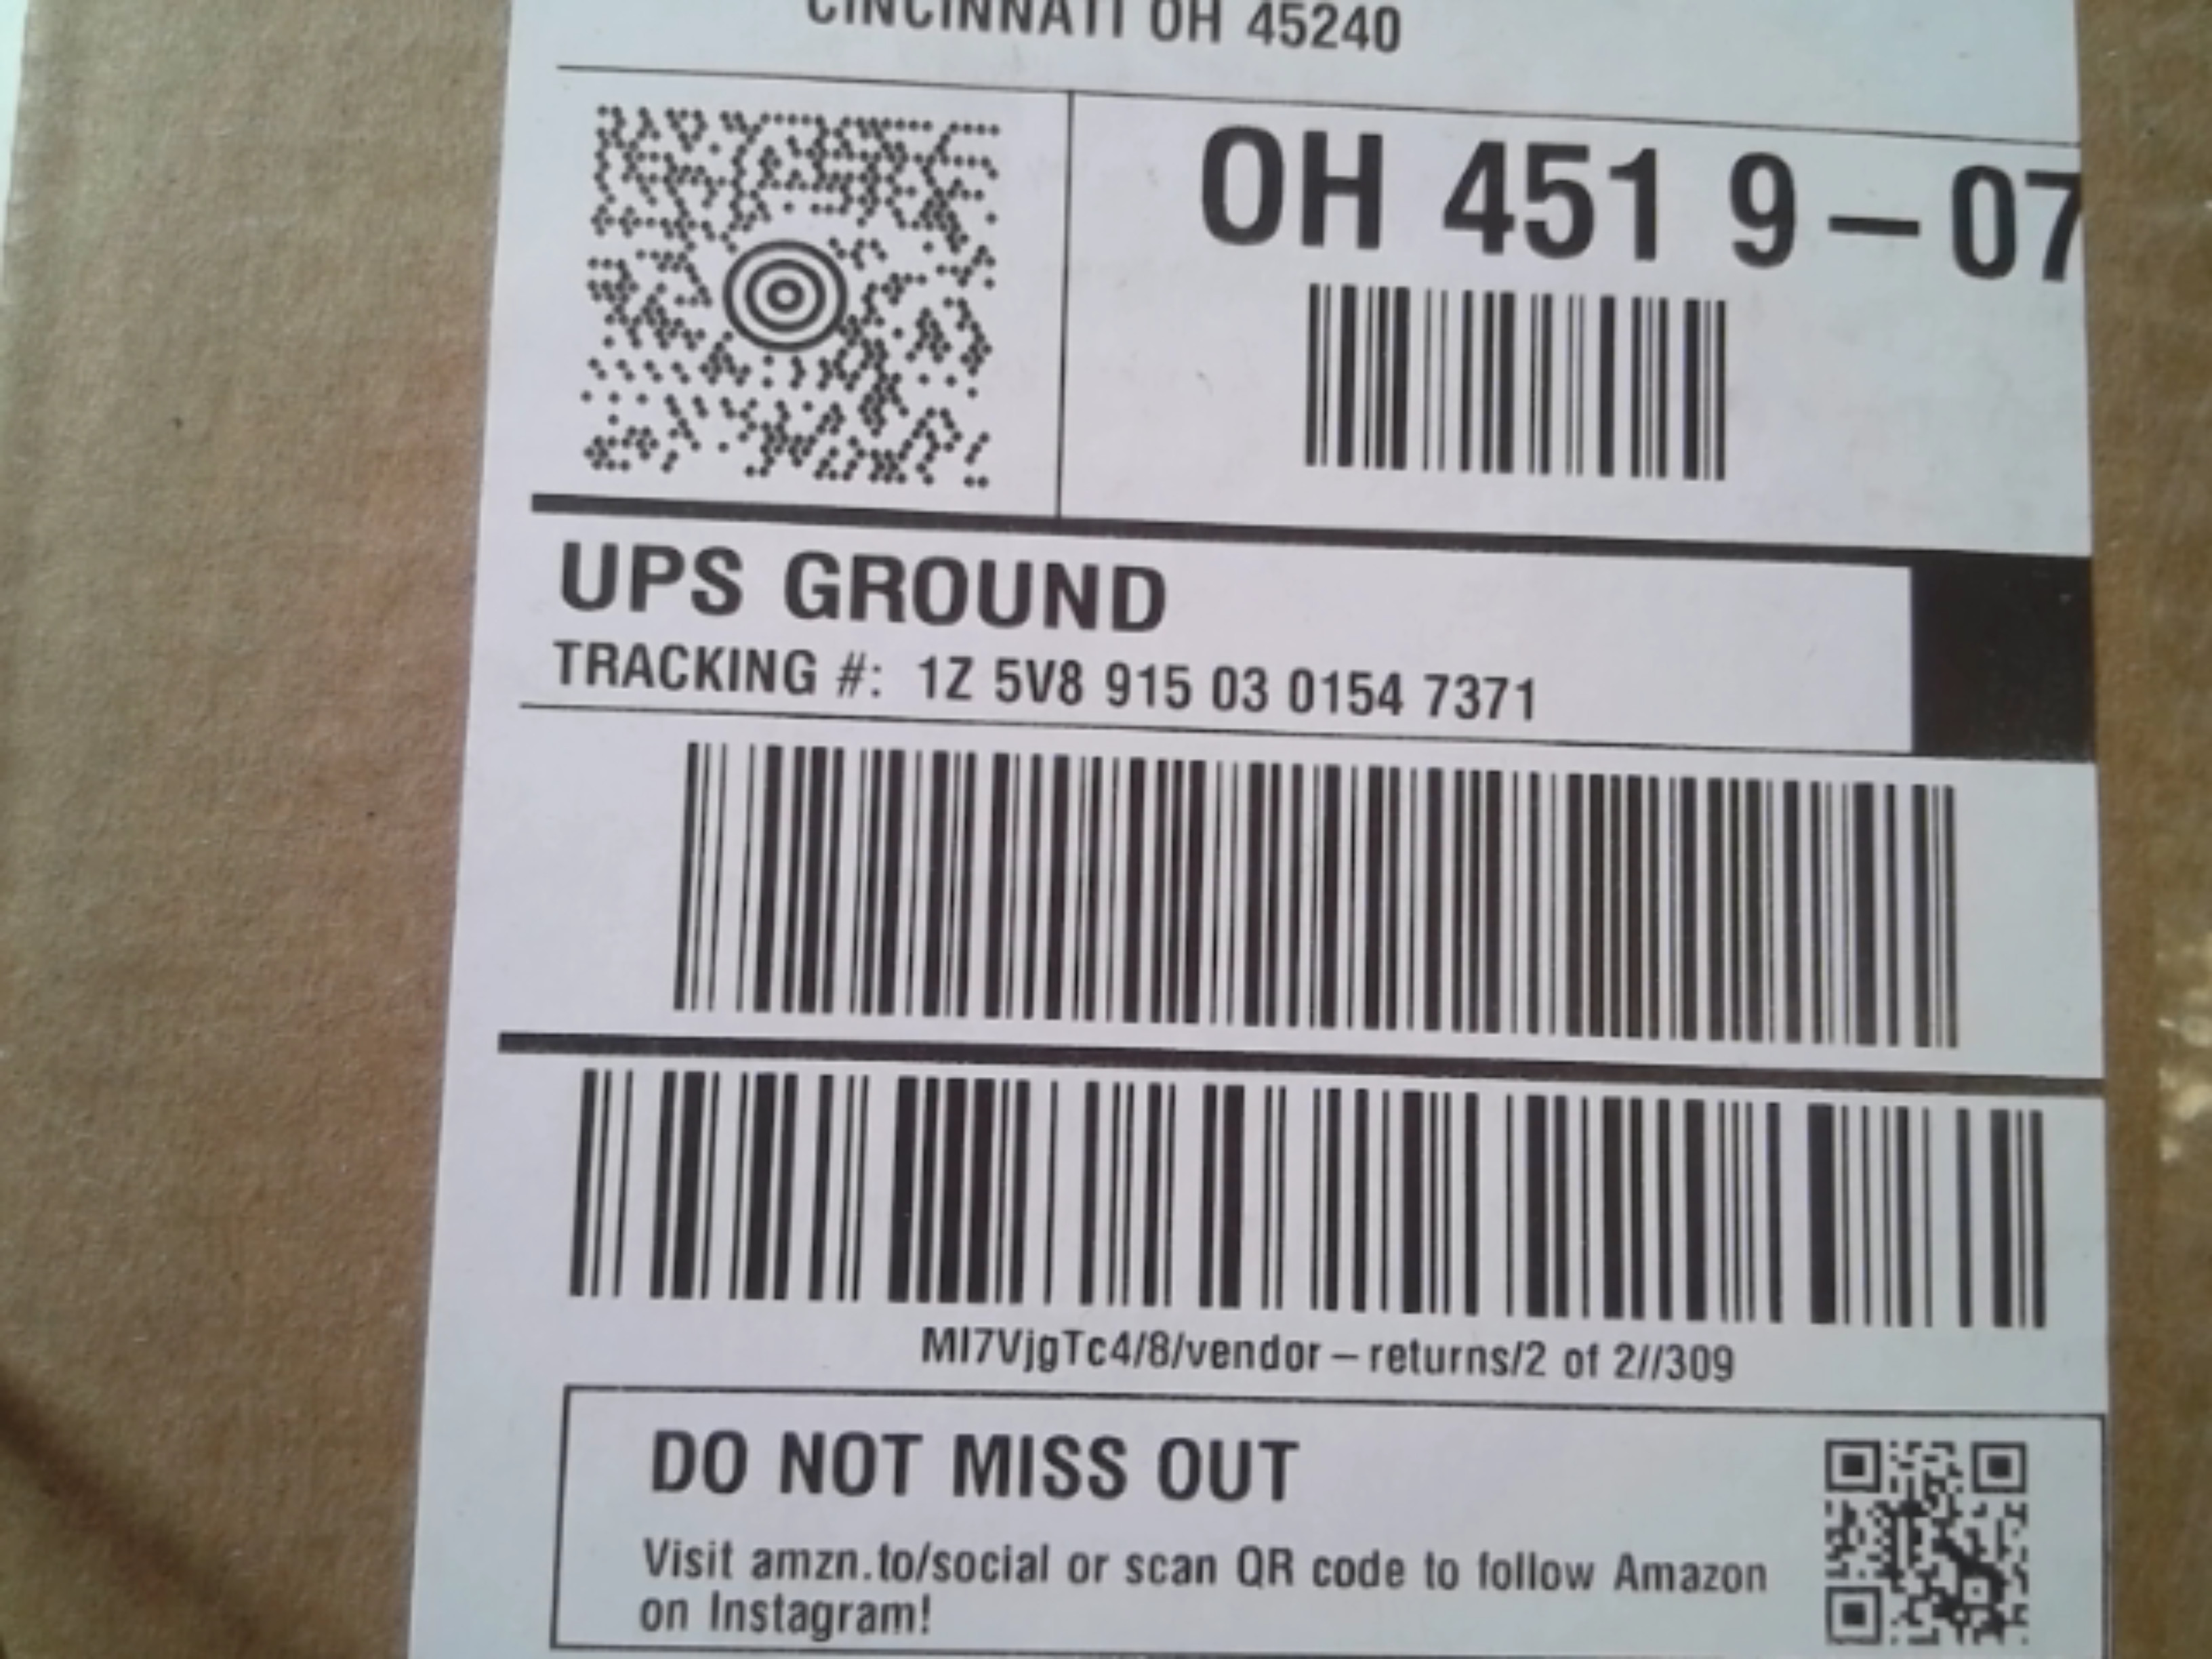 CINCINNATI OH 45240
OH 451 9 – 07
UPS GROUND
TRACKING #: 1Z 5V8 915 03 0154 7371
MI7VjgTc4/8/vendor – returns/2 of 2//309
DO NOT MISS OUT
Visit amzn.to/social or scan QR code to follow Amazon
on Instagram!